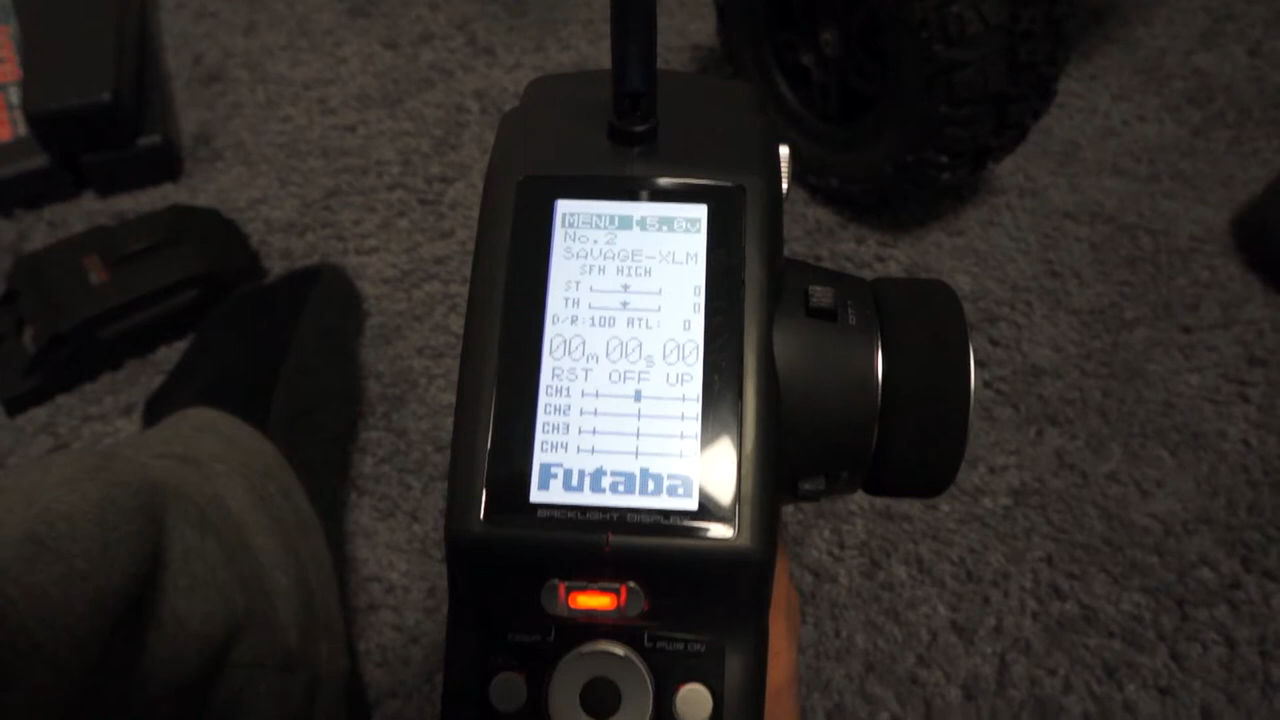 MENU 5.0v
No.2
SAVAGE-XLM
SFH HIGH
ST 0
TH 0
D/R:100 ATL: 0
00m 00s 00
RST OFF UP
CH1
CH2
CH3
CH4
Futaba
BACKLIGHT DISPLAY
PWR ON